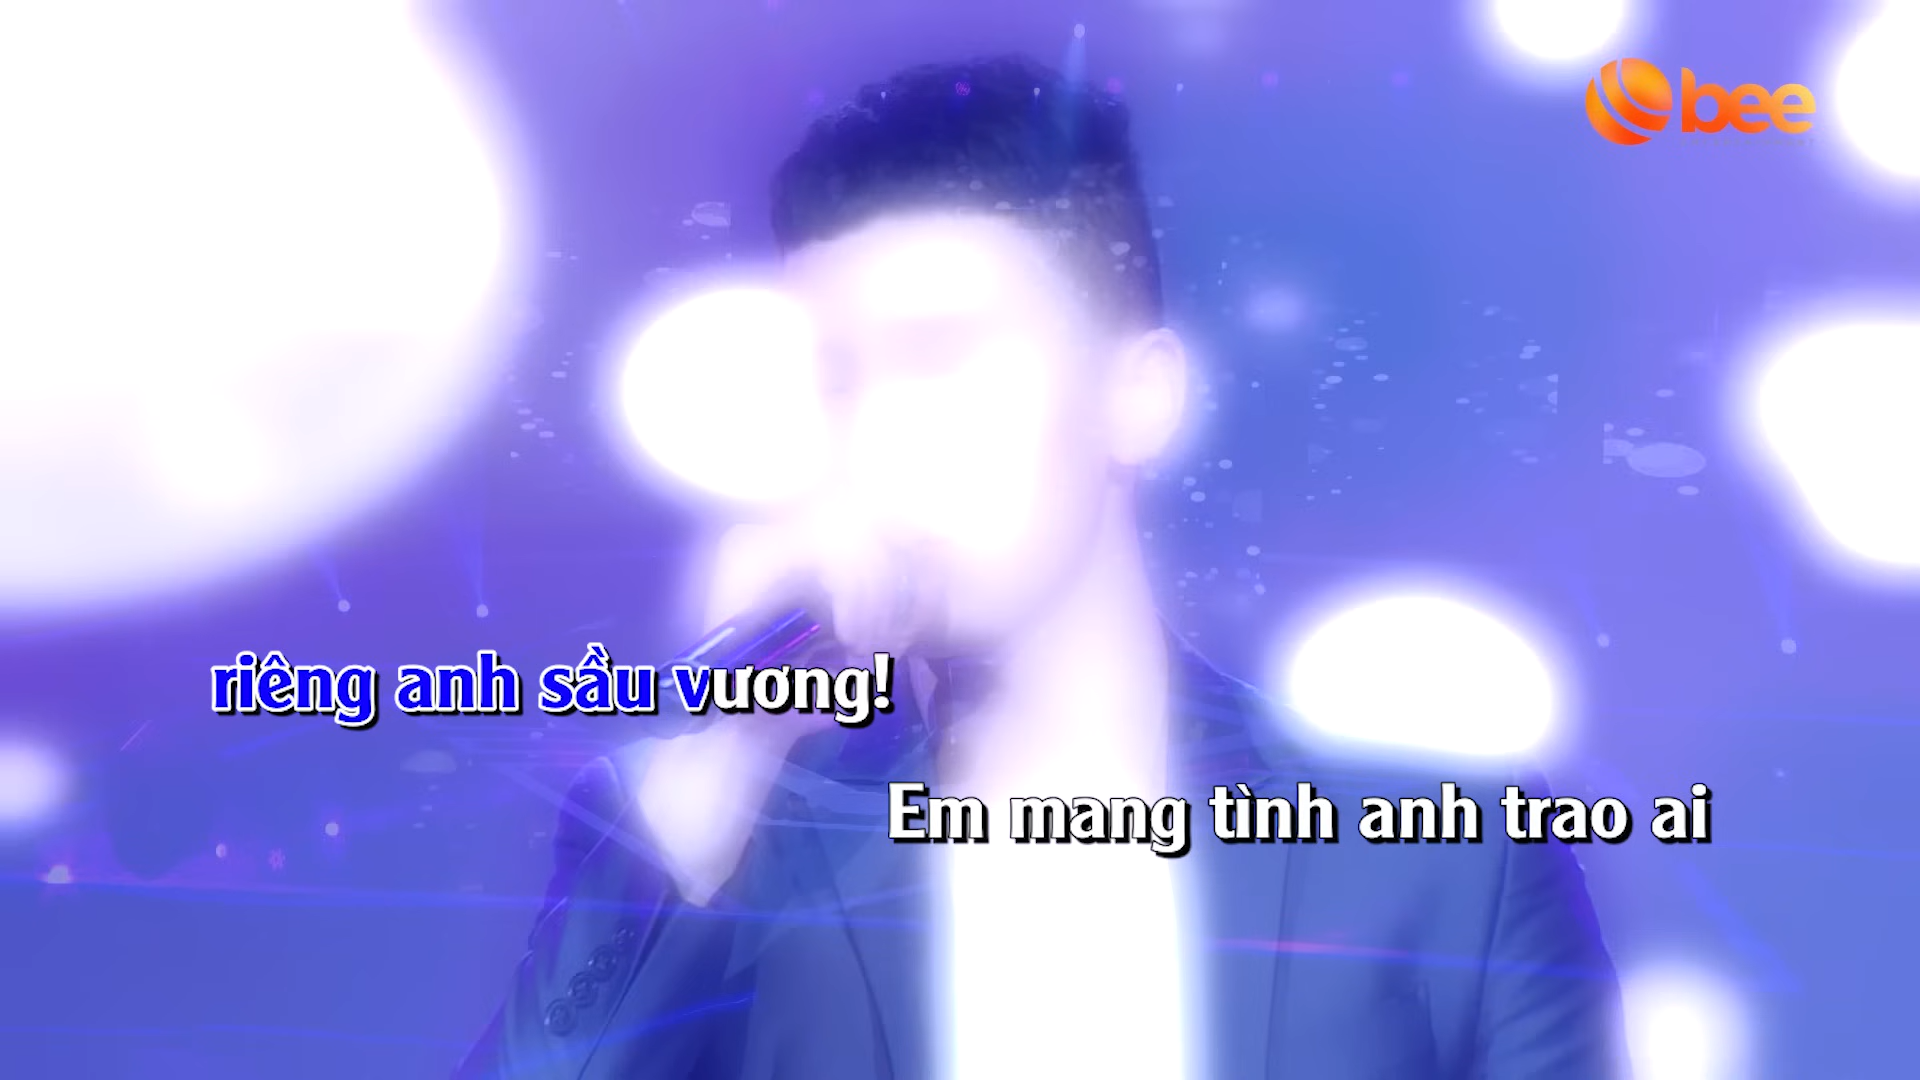 bee
riêng anh sầu vương!
Em mang tình anh trao ai